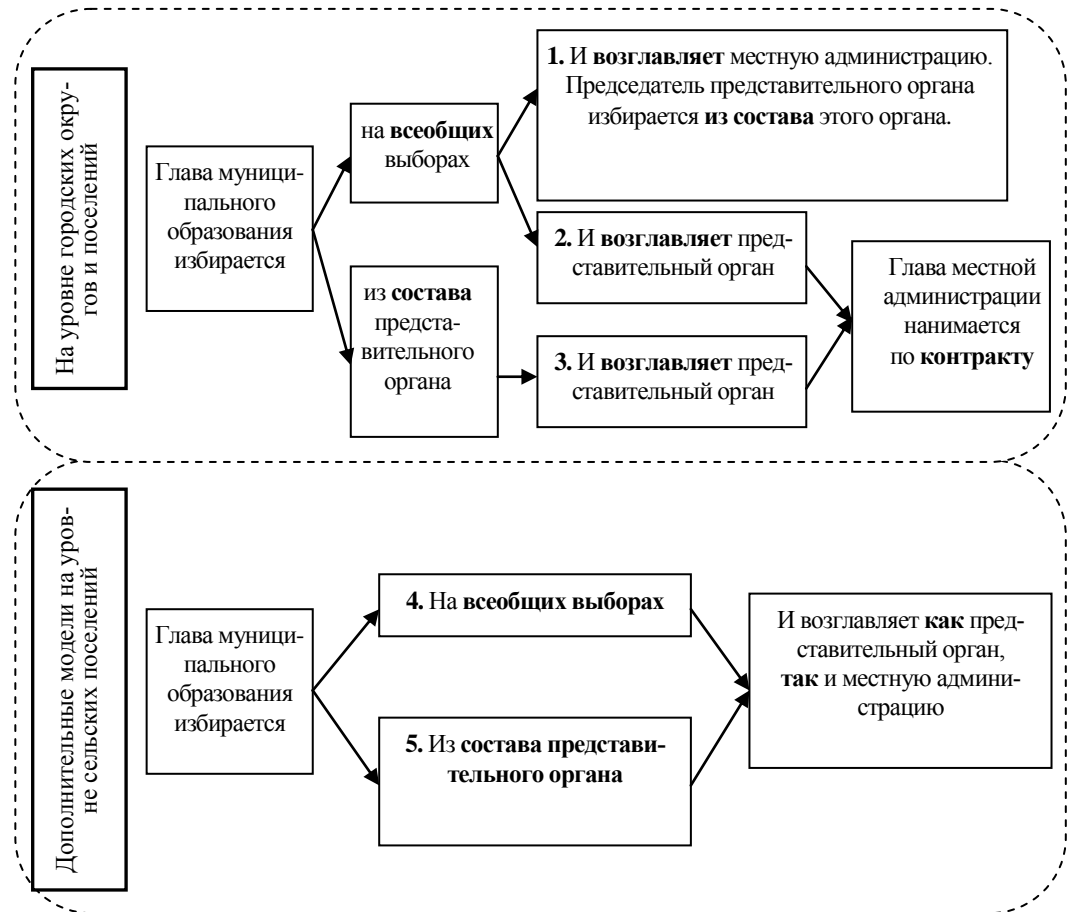 На уровне городских окру-
гов и поселений
Глава муници-
пального
образования
избирается
на всеобщих
выборах
из состава
предста-
вительного
органа
1. И возглавляет местную администрацию.
Председатель представительного органа
избирается из состава этого органа.
2. И возглавляет пред-
ставительный орган
3. И возглавляет пред-
ставительный орган
Глава местной
администрации
нанимается
по контракту
Дополнительные модели на уров-
не сельских поселений
Глава муници-
пального
образования
избирается
4. На всеобщих выборах
5. Из состава представи-
тельного органа
И возглавляет как пред-
ставительный орган,
так и местную админи-
страцию